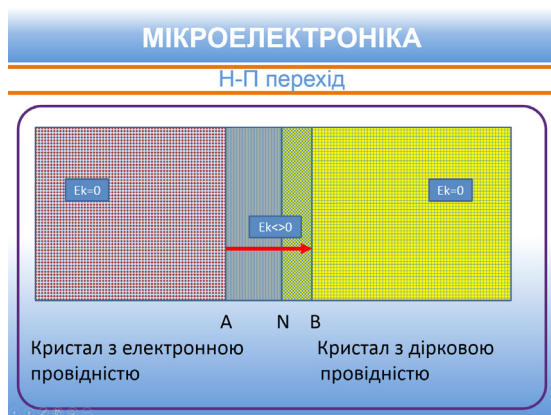 МІКРОЕЛЕКТРОНІКА
Н-П перехід
Ek=0
Ek=0
Ek<>0
A N B
Кристал з електронною провідністю
Кристал з дірковою провідністю